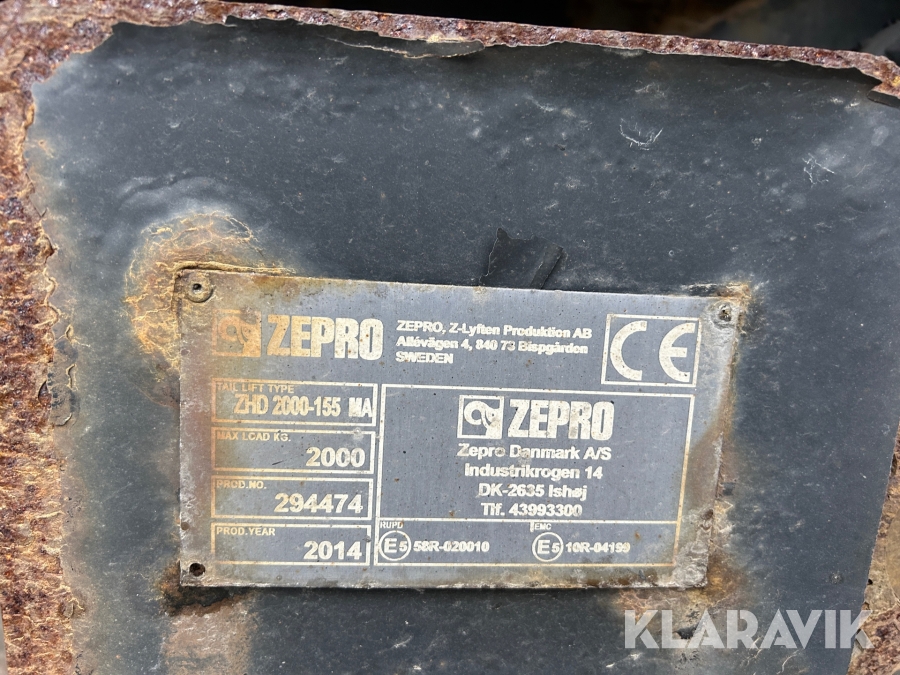 ZEPRO
ZEPRO, Z-Lyften Produktion AB
Allévägen 4, 840 73 Bispgården
SWEDEN
CE
TAIL LIFT TYPE
ZHD 2000-155 MA
MAX LOAD KG.
2000
PROD.NO.
294474
PROD.YEAR
2014
ZEPRO
Zepro Danmark A/S
Industrikrogen 14
DK-2635 Ishøj
Tlf. 43993300
RUPD
E5 58R-020010
EMC
E5 10R-04199
KLARAVIK